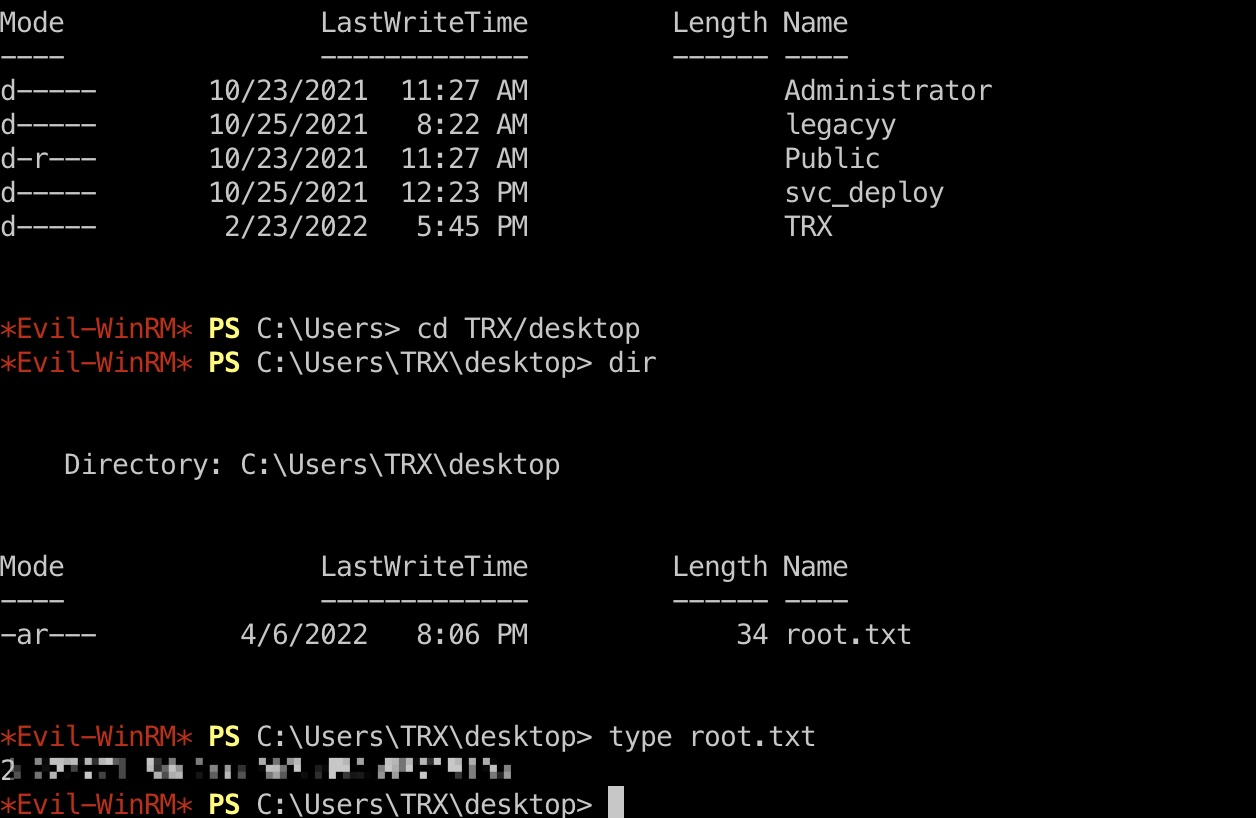 Mode LastWriteTime Length Name
---- ------------- ------ ----
d----- 10/23/2021 11:27 AM Administrator
d----- 10/25/2021 8:22 AM legacyy
d-r--- 10/23/2021 11:27 AM Public
d----- 10/25/2021 12:23 PM svc_deploy
d----- 2/23/2022 5:45 PM TRX
*Evil-WinRM* PS C:\Users> cd TRX/desktop
*Evil-WinRM* PS C:\Users\TRX\desktop> dir
Directory: C:\Users\TRX\desktop
Mode LastWriteTime Length Name
---- ------------- ------ ----
-ar--- 4/6/2022 8:06 PM 34 root.txt
*Evil-WinRM* PS C:\Users\TRX\desktop> type root.txt
*Evil-WinRM* PS C:\Users\TRX\desktop>